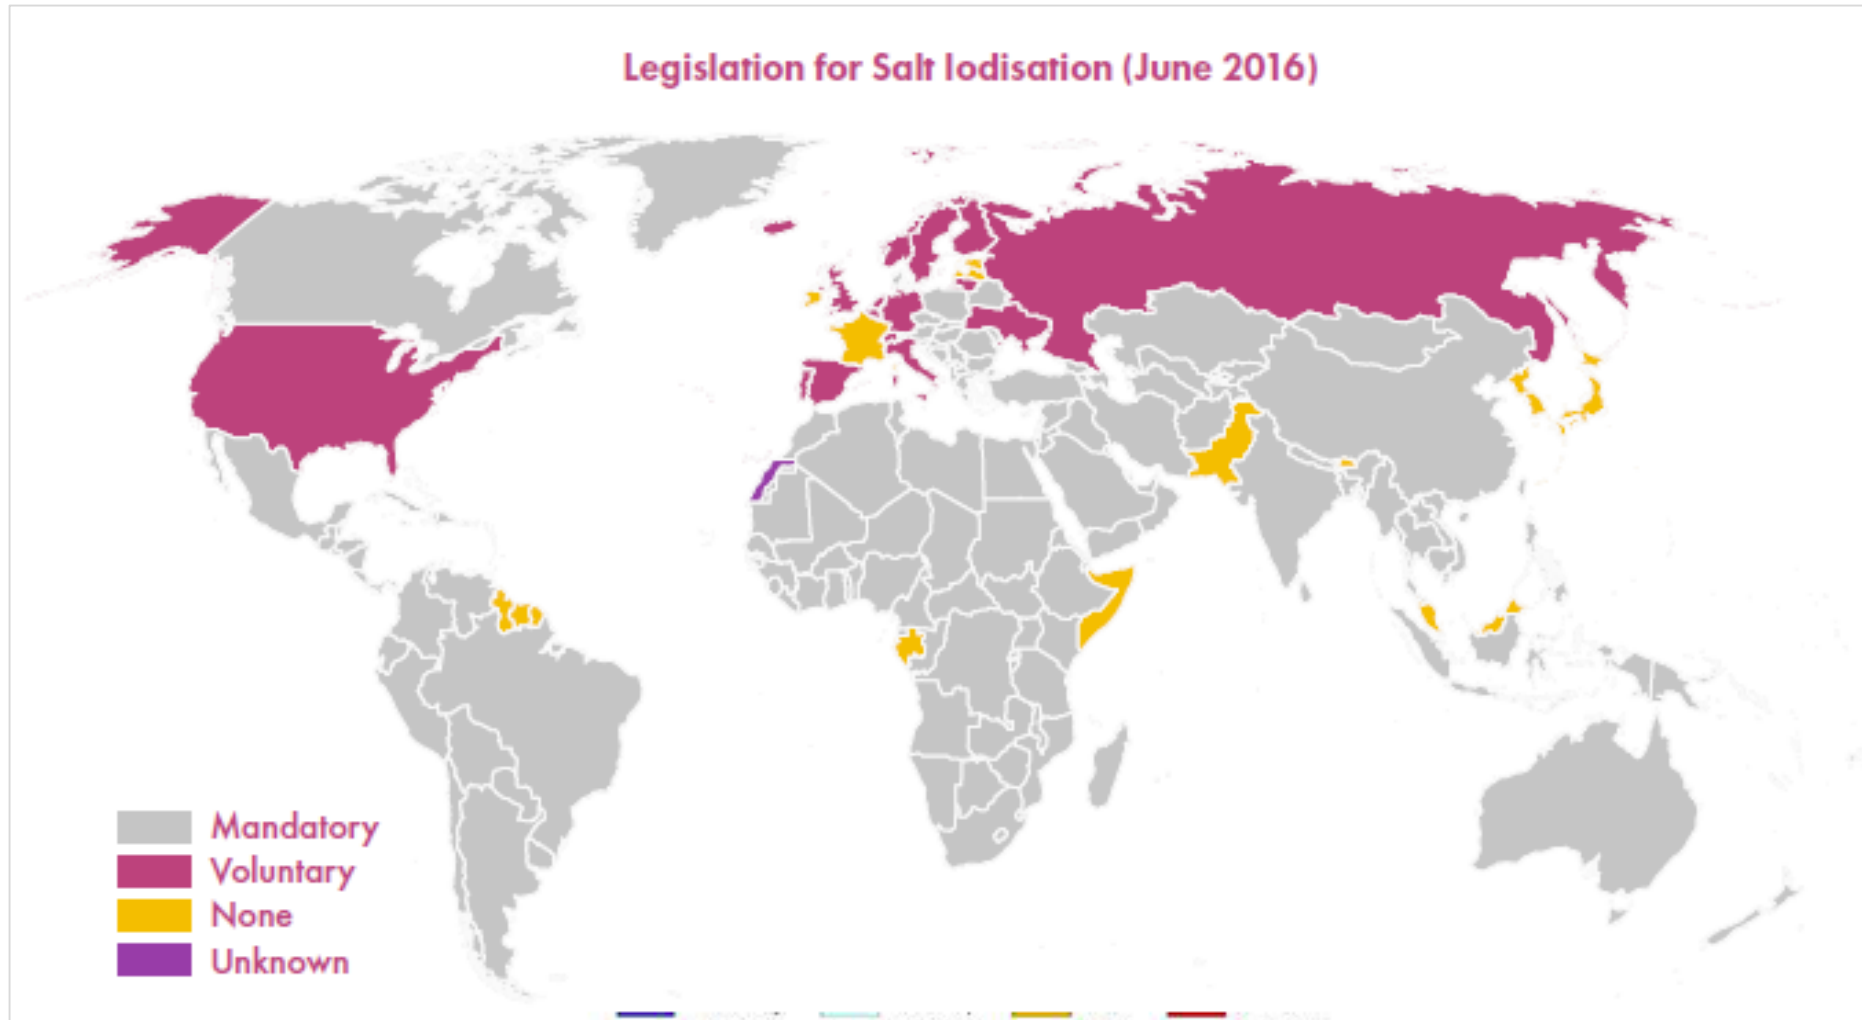 Legislation for Salt Iodisation (June 2016)
Mandatory
Voluntary
None
Unknown